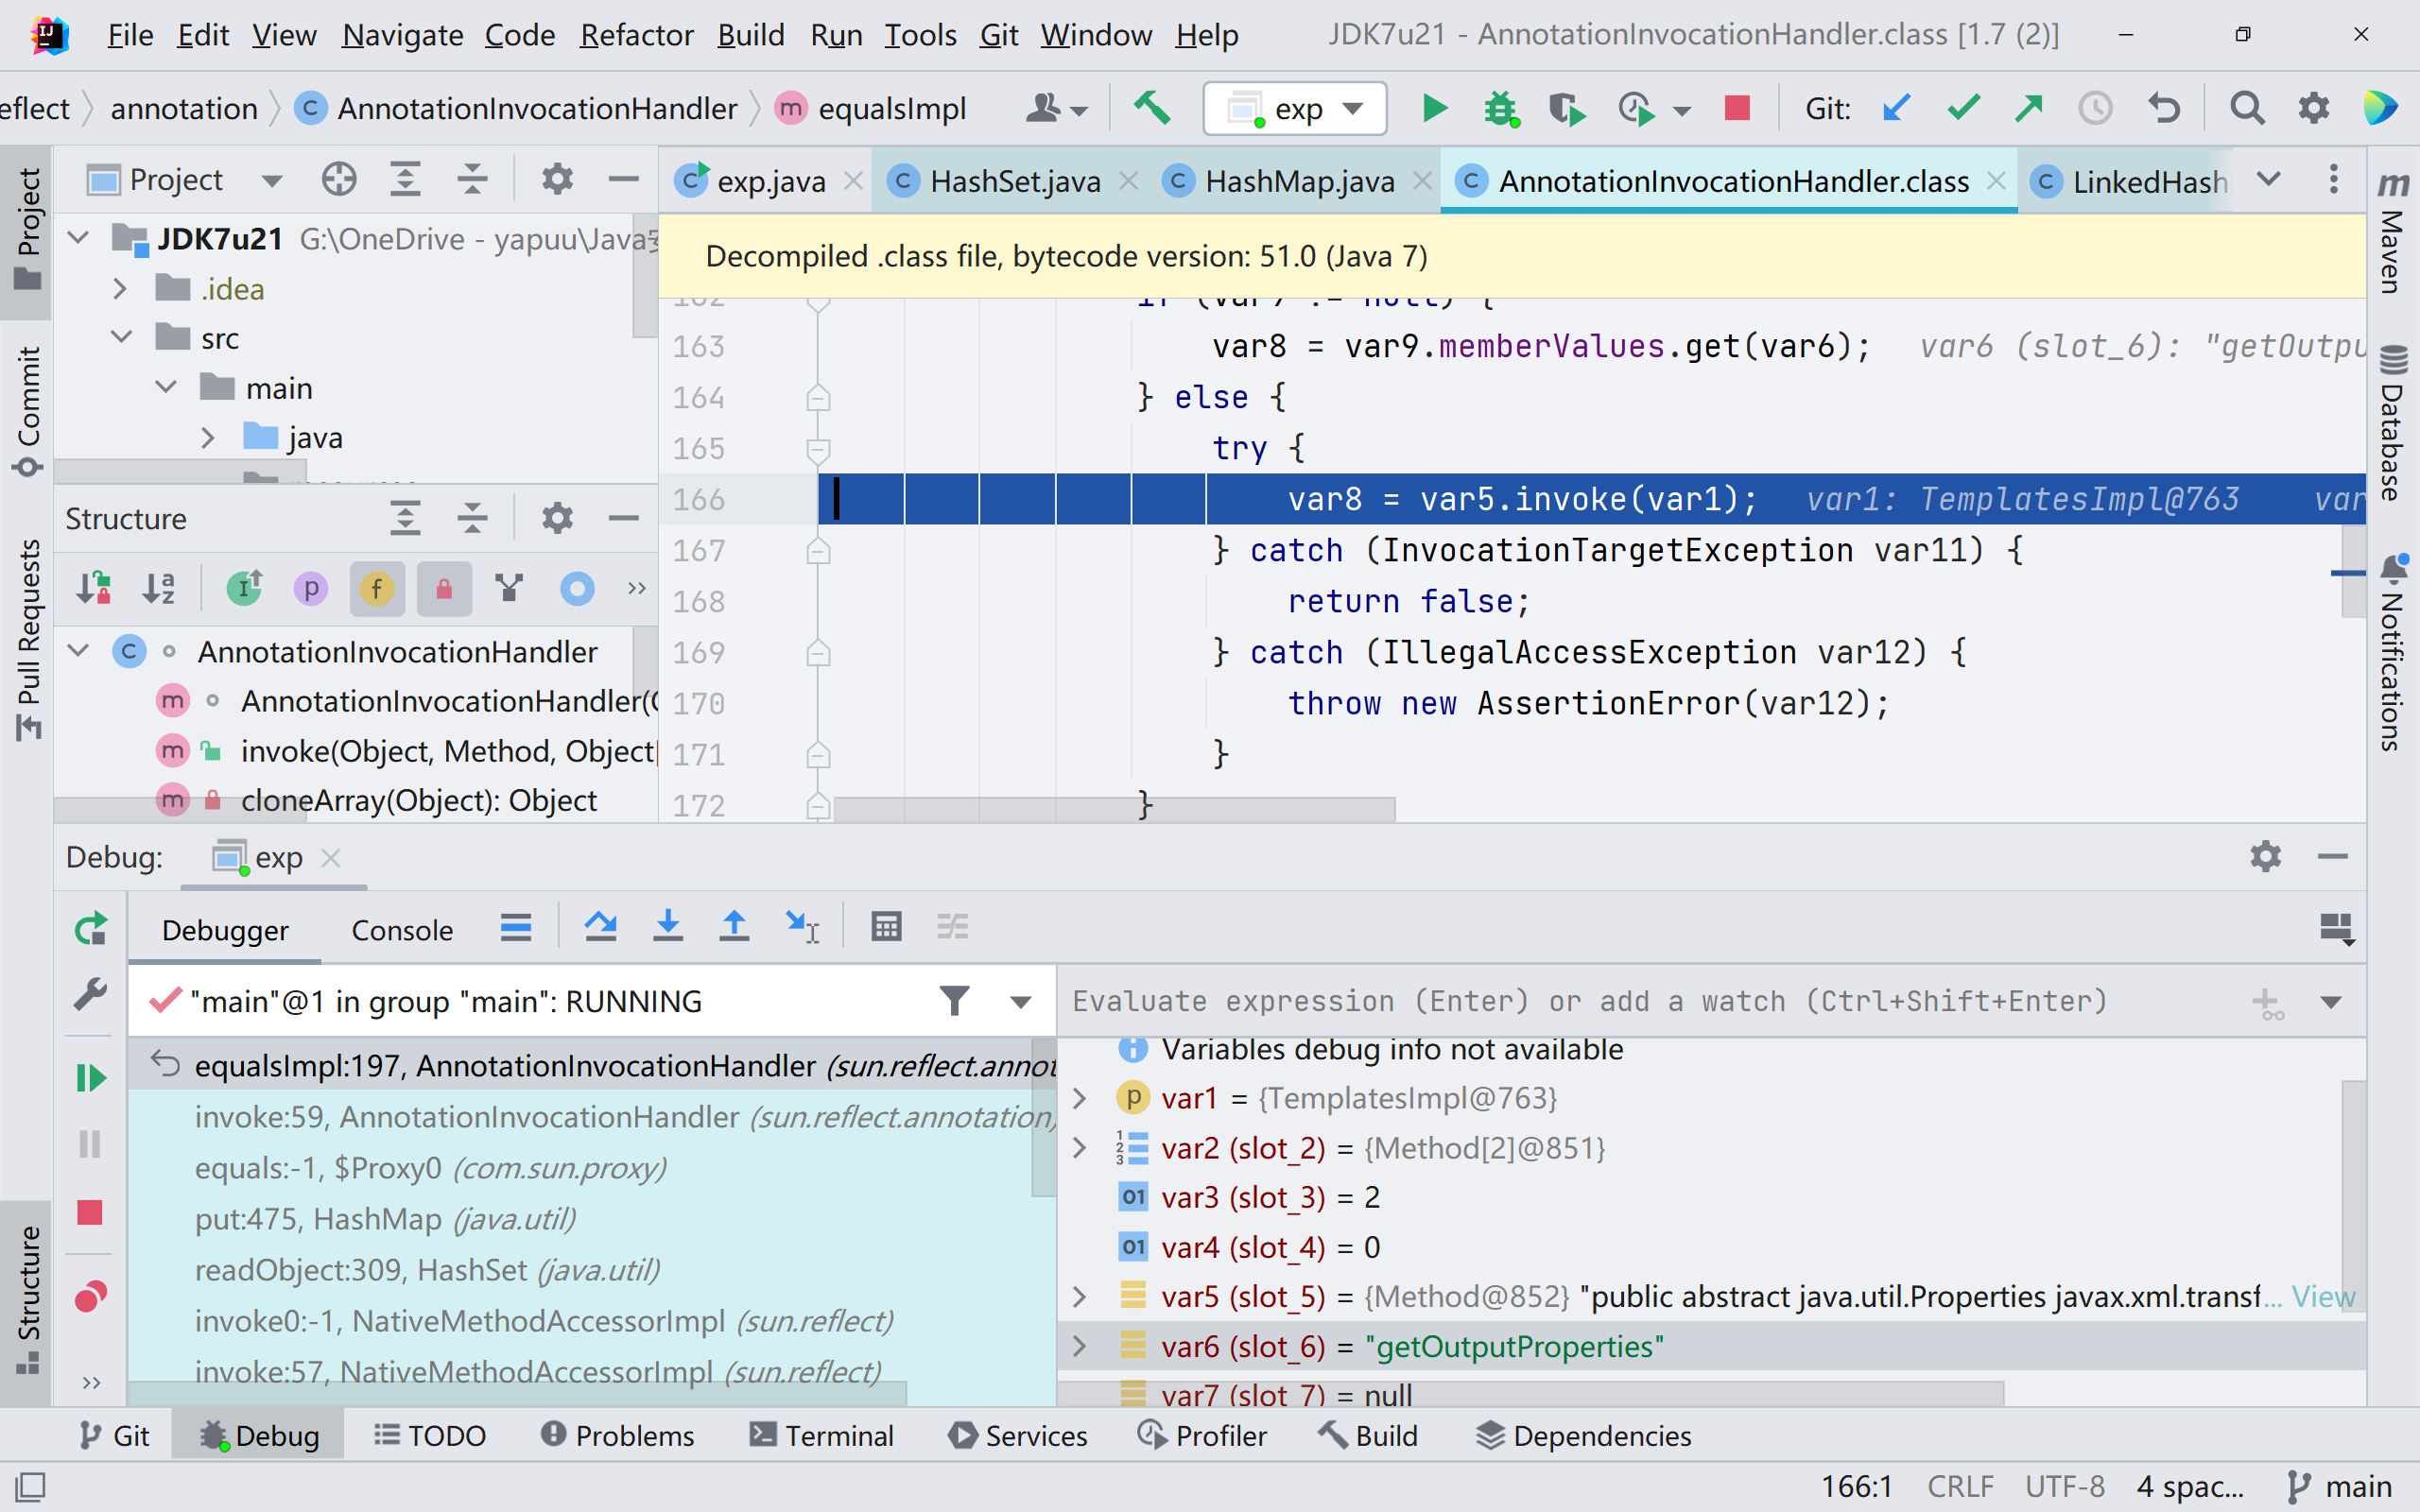 File Edit View Navigate Code Refactor Build Run Tools Git Window Help JDK7u21 - AnnotationInvocationHandler.class [1.7 (2)]
eflect annotation AnnotationInvocationHandler equalsImpl exp Git:
Project
exp.java HashSet.java HashMap.java AnnotationInvocationHandler.class LinkedHash
JDK7u21 G:\OneDrive - yapuu\Java
.idea
src
main
java
Decompiled .class file, bytecode version: 51.0 (Java 7)
162 if (var7 != null) {
163 var8 = var9.memberValues.get(var6); var6 (slot_6): "getOutpu
164 } else {
165 try {
166 var8 = var5.invoke(var1); var1: TemplatesImpl@763 var
167 } catch (InvocationTargetException var11) {
168 return false;
169 } catch (IllegalAccessException var12) {
170 throw new AssertionError(var12);
171 }
172 }
Structure
AnnotationInvocationHandler
AnnotationInvocationHandler(C
invoke(Object, Method, Object[
cloneArray(Object): Object
Project
Commit
Pull Requests
Structure
Maven
Database
Notifications
Debug: exp
Debugger Console
"main"@1 in group "main": RUNNING
Evaluate expression (Enter) or add a watch (Ctrl+Shift+Enter)
equalsImpl:197, AnnotationInvocationHandler (sun.reflect.annot
invoke:59, AnnotationInvocationHandler (sun.reflect.annotation)
equals:-1, $Proxy0 (com.sun.proxy)
put:475, HashMap (java.util)
readObject:309, HashSet (java.util)
invoke0:-1, NativeMethodAccessorImpl (sun.reflect)
invoke:57, NativeMethodAccessorImpl (sun.reflect)
Variables debug info not available
var1 = {TemplatesImpl@763}
var2 (slot_2) = {Method[2]@851}
var3 (slot_3) = 2
var4 (slot_4) = 0
var5 (slot_5) = {Method@852} "public abstract java.util.Properties javax.xml.transf... View
var6 (slot_6) = "getOutputProperties"
var7 (slot_7) = null
Git Debug TODO Problems Terminal Services Profiler Build Dependencies
166:1 CRLF UTF-8 4 spac... main